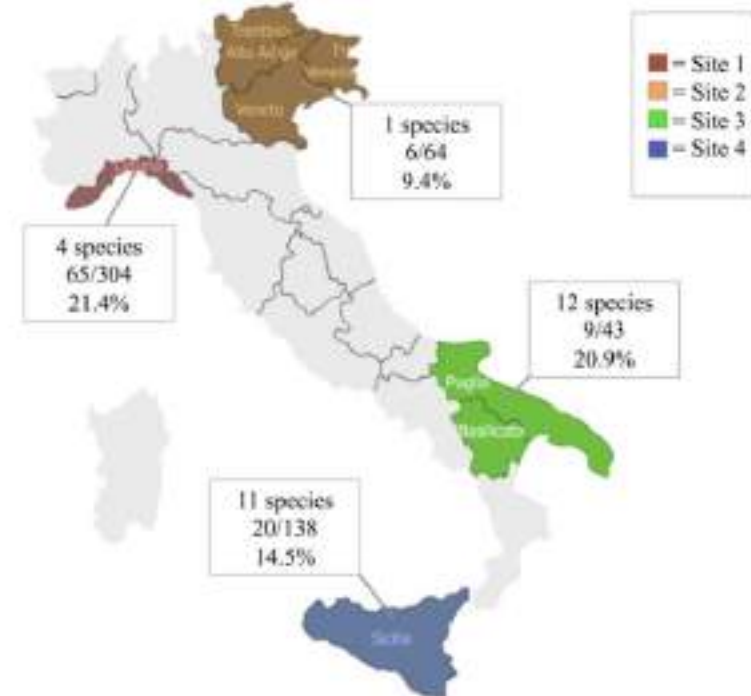 Trentino-
Alto Adige
Veneto
1 species
6/64
9.4%
= Site 1
= Site 2
= Site 3
= Site 4
4 species
65/304
21.4%
12 species
9/43
20.9%
Puglia
Basilicata
11 species
20/138
14.5%
Sicilia